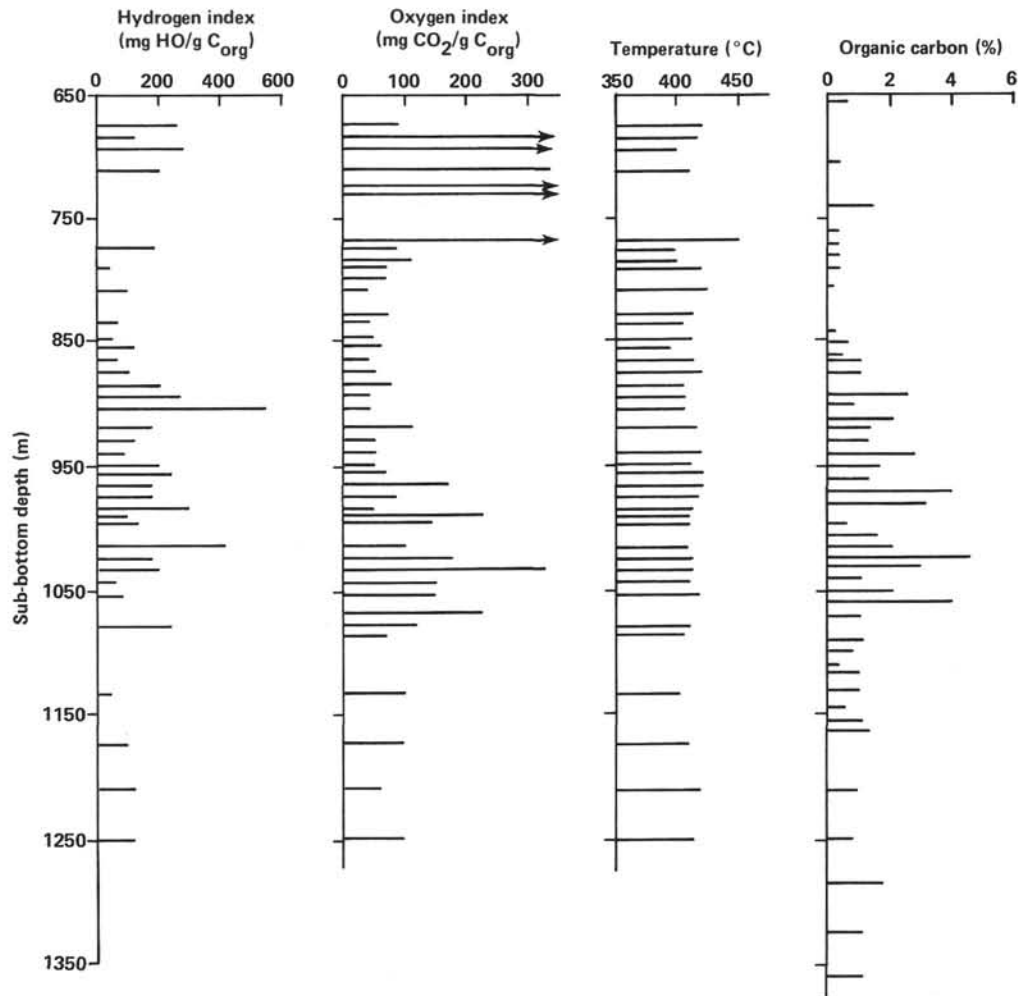 Hydrogen index
(mg HO/g Corg)
Oxygen index
(mg CO2/g Corg)
Temperature (°C)
Organic carbon (%)
0 200 400 600
0 100 200 300
350 400 450
0 2 4 6
650
750
850
950
1050
1150
1250
1350
Sub-bottom depth (m)